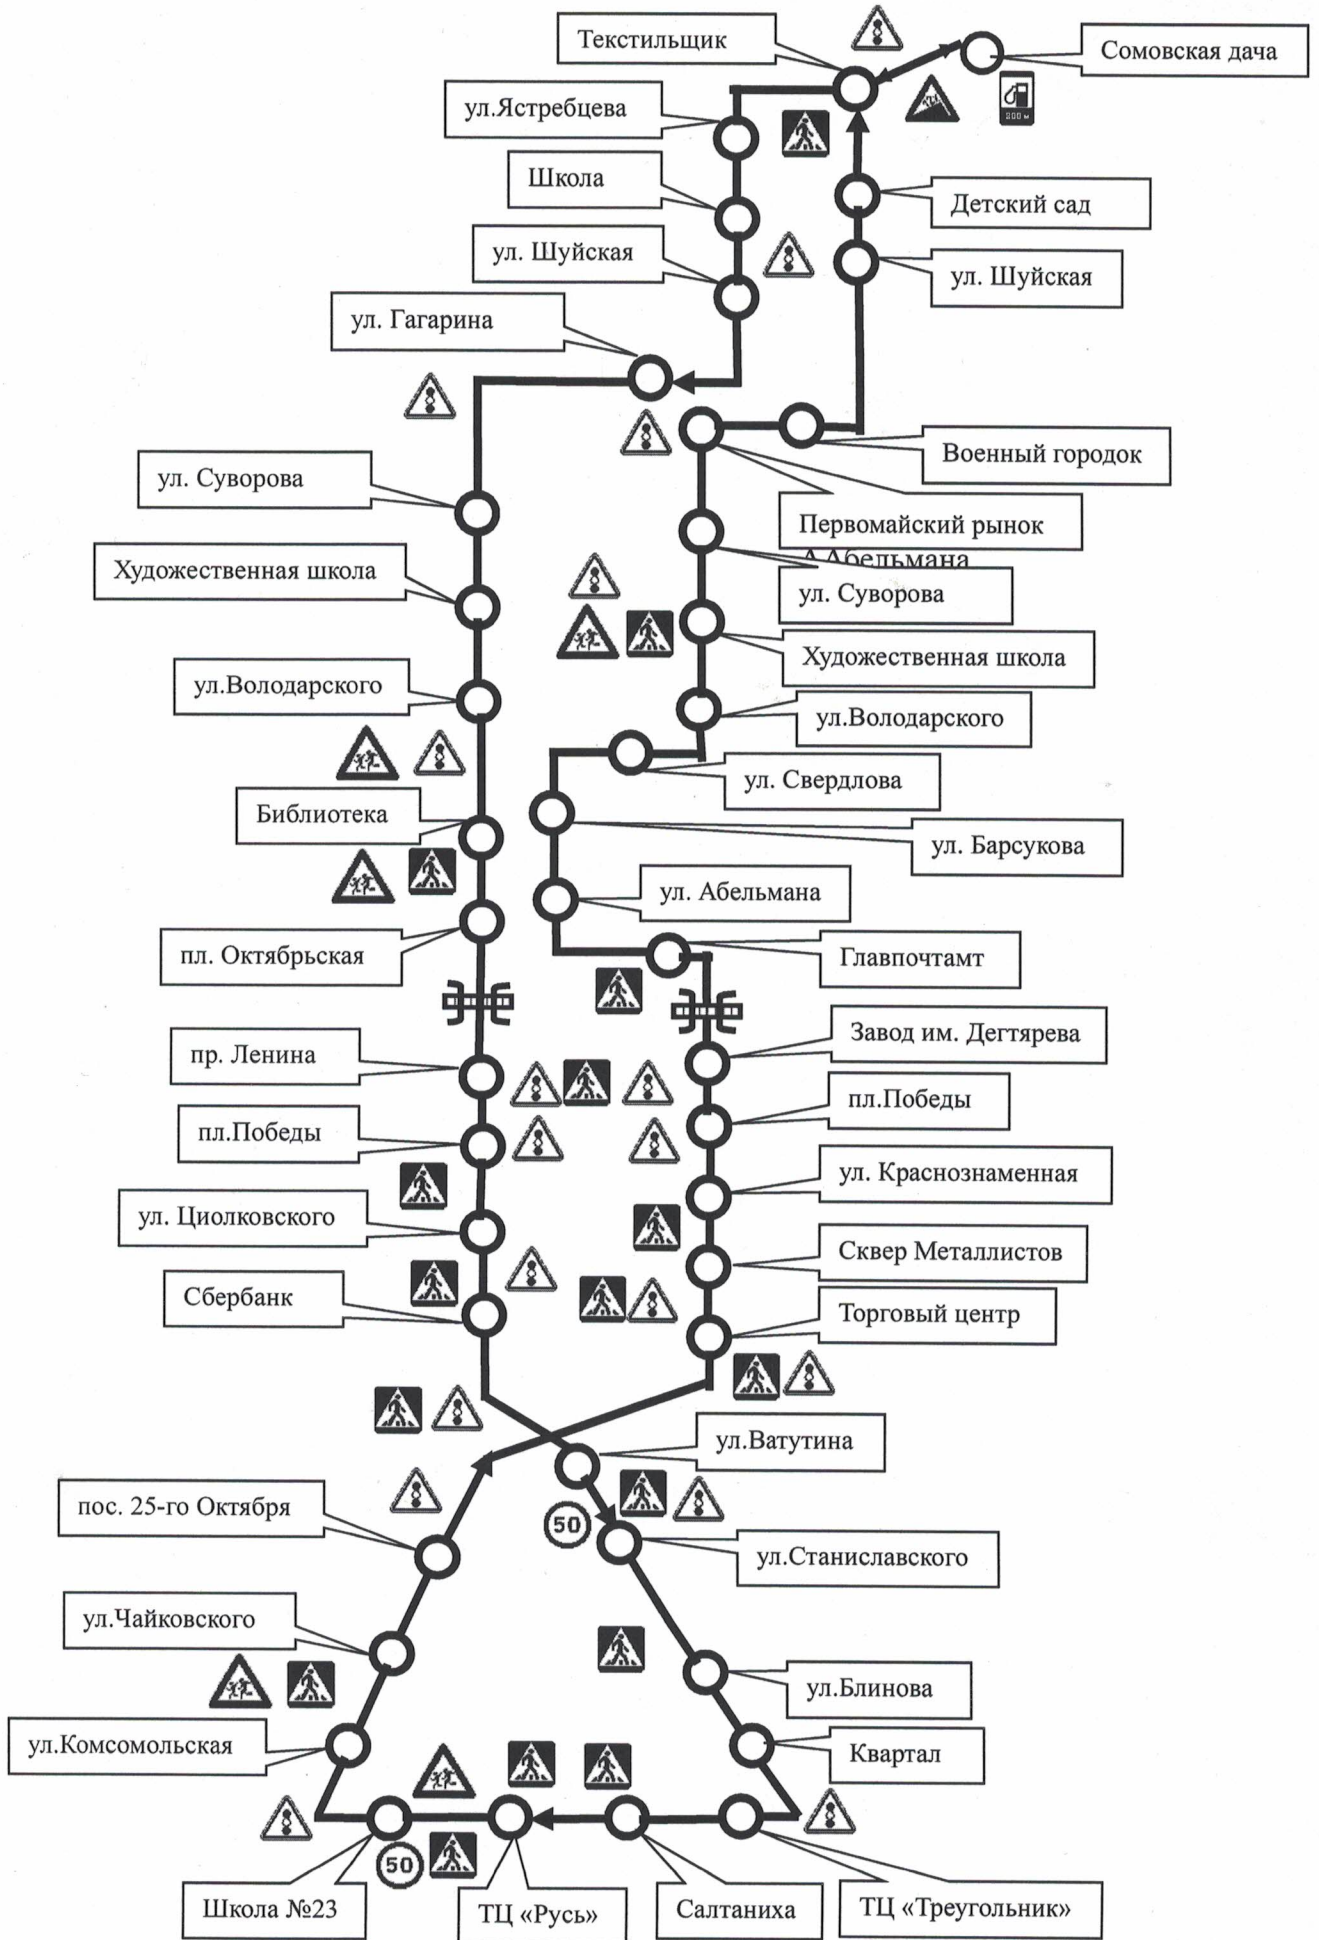 Текстильщик
Сомовская дача
ул.Ястребцева
200 м
Школа
Детский сад
ул. Шуйская
ул. Шуйская
ул. Гагарина
Военный городок
ул. Суворова
Первомайский рынок
А.Абельмана
Художественная школа
ул. Суворова
Художественная школа
ул.Володарского
ул.Володарского
ул. Свердлова
Библиотека
ул. Барсукова
ул. Абельмана
пл. Октябрьская
Главпочтамт
Завод им. Дегтярева
пр. Ленина
пл.Победы
пл.Победы
ул. Краснознаменная
ул. Циолковского
Сквер Металлистов
Сбербанк
Торговый центр
ул.Ватутина
пос. 25-го Октября
50
ул.Станиславского
ул.Чайковского
ул.Блинова
ул.Комсомольская
Квартал
50
Школа №23
ТЦ «Русь»
Салтаниха
ТЦ «Треугольник»